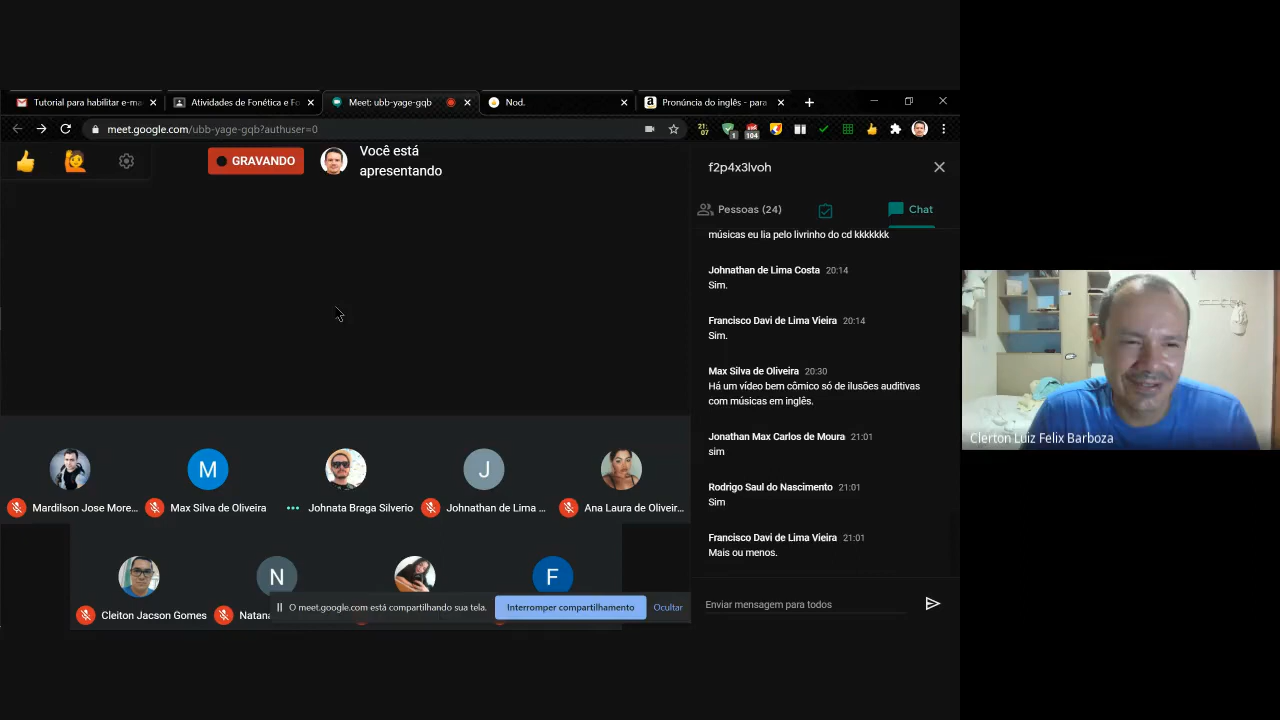 Tutorial para habilitar e-ma
Atividades de Fonética e Fo
Meet: ubb-yage-gqb
Nod.
Pronúncia do inglês - para
meet.google.com/ubb-yage-gqb?authuser=0
21
07
1
104
GRAVANDO
Você está
apresentando
f2p4x3lvoh
Pessoas (24)
Chat
músicas eu lia pelo livrinho do cd kkkkkkk
Johnathan de Lima Costa 20:14
Sim.
Francisco Davi de Lima Vieira 20:14
Sim.
Max Silva de Oliveira 20:30
Há um vídeo bem cômico só de ilusões auditivas
com músicas em inglês.
Jonathan Max Carlos de Moura 21:01
sim
Rodrigo Saul do Nascimento 21:01
Sim
Francisco Davi de Lima Vieira 21:01
Mais ou menos.
Enviar mensagem para todos
M
J
Mardilson Jose More...
Max Silva de Oliveira
Johnata Braga Silverio
Johnathan de Lima ...
Ana Laura de Oliveir...
N
F
Cleiton Jacson Gomes
Natana
O meet.google.com está compartilhando sua tela.
Interromper compartilhamento
Ocultar
Clerton Luiz Felix Barboza